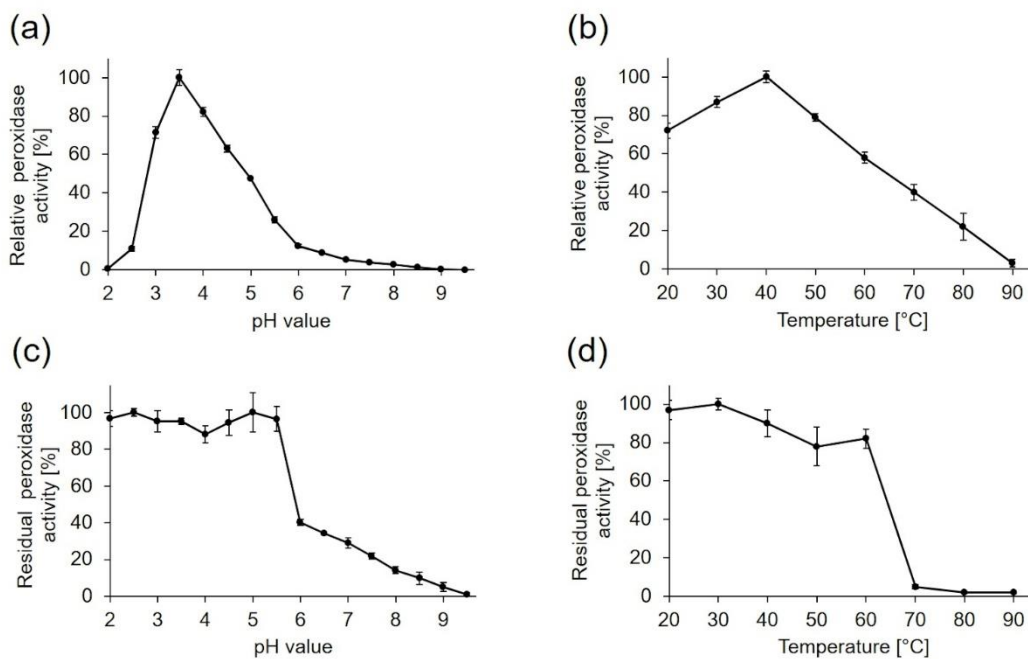 (a)
Relative peroxidase
activity [%]
100
80
60
40
20
0
2 3 4 5 6 7 8 9
pH value
(b)
Relative peroxidase
activity [%]
100
80
60
40
20
0
20 30 40 50 60 70 80 90
Temperature [°C]
(c)
Residual peroxidase
activity [%]
100
80
60
40
20
0
2 3 4 5 6 7 8 9
pH value
(d)
Residual peroxidase
activity [%]
100
80
60
40
20
0
20 30 40 50 60 70 80 90
Temperature [°C]